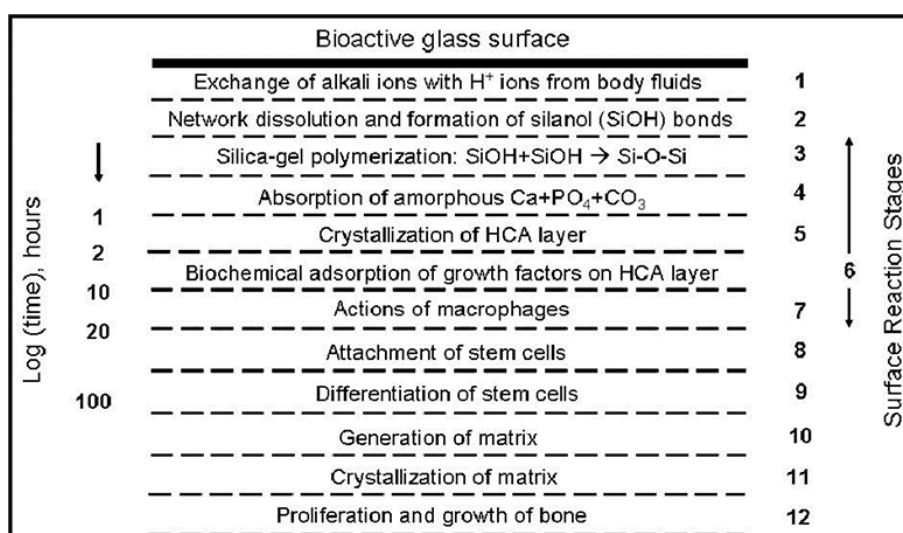 Bioactive glass surface
Exchange of alkali ions with H⁺ ions from body fluids 1
Network dissolution and formation of silanol (SiOH) bonds 2
Silica-gel polymerization: SiOH+SiOH → Si-O-Si 3
Absorption of amorphous Ca+PO₄+CO₃ 4
1
Crystallization of HCA layer 5
2
Biochemical adsorption of growth factors on HCA layer 6
10
Actions of macrophages 7
20
Attachment of stem cells 8
100 Differentiation of stem cells 9
Generation of matrix 10
Crystallization of matrix 11
Proliferation and growth of bone 12
Log (time), hours
Surface Reaction Stages